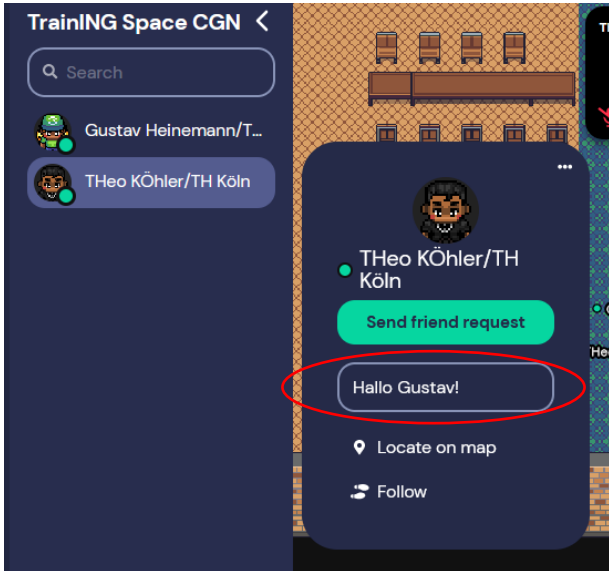 TrainING Space CGN
Search
Gustav Heinemann/T...
THeo KÖhler/TH Köln
THeo KÖhler/TH
Köln
Send friend request
Hallo Gustav!
Locate on map
Follow